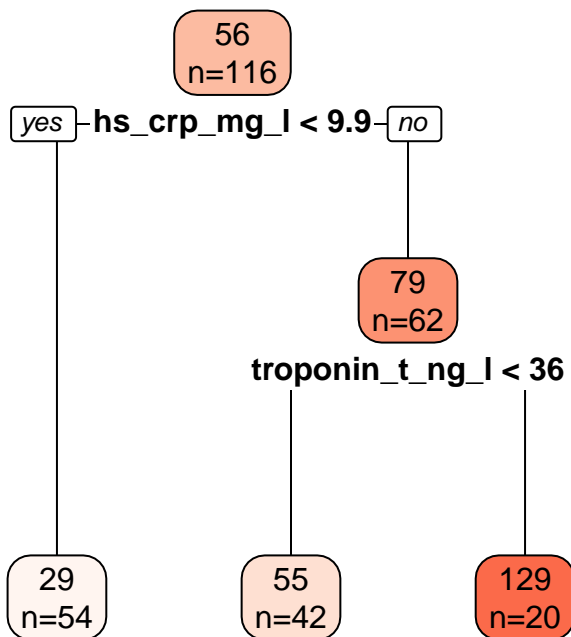 56
n=116
yes hs_crp_mg_l < 9.9 no
79
n=62
troponin_t_ng_l < 36
29
n=54
55
n=42
129
n=20